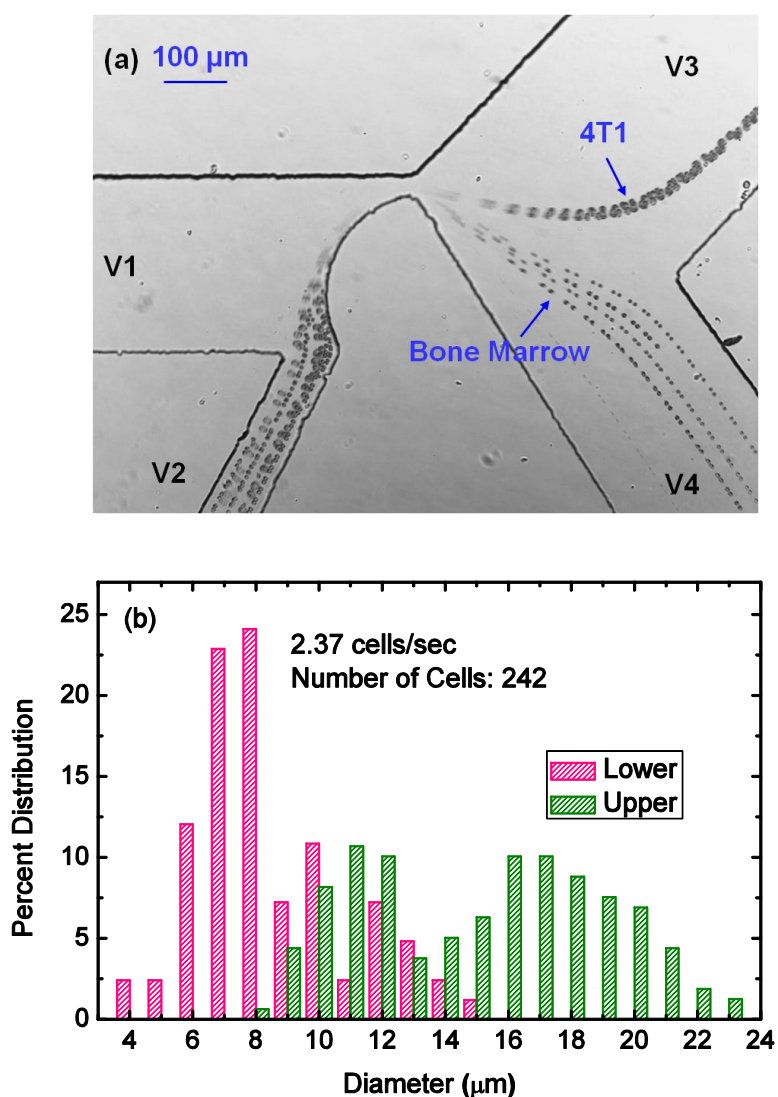 (a)
100 µm
V3
4T1
V1
Bone Marrow
V2
V4
(b)
2.37 cells/sec
Number of Cells: 242
Lower
Upper
25
20
15
10
5
0
Percent Distribution
4 6 8 10 12 14 16 18 20 22 24
Diameter (µm)